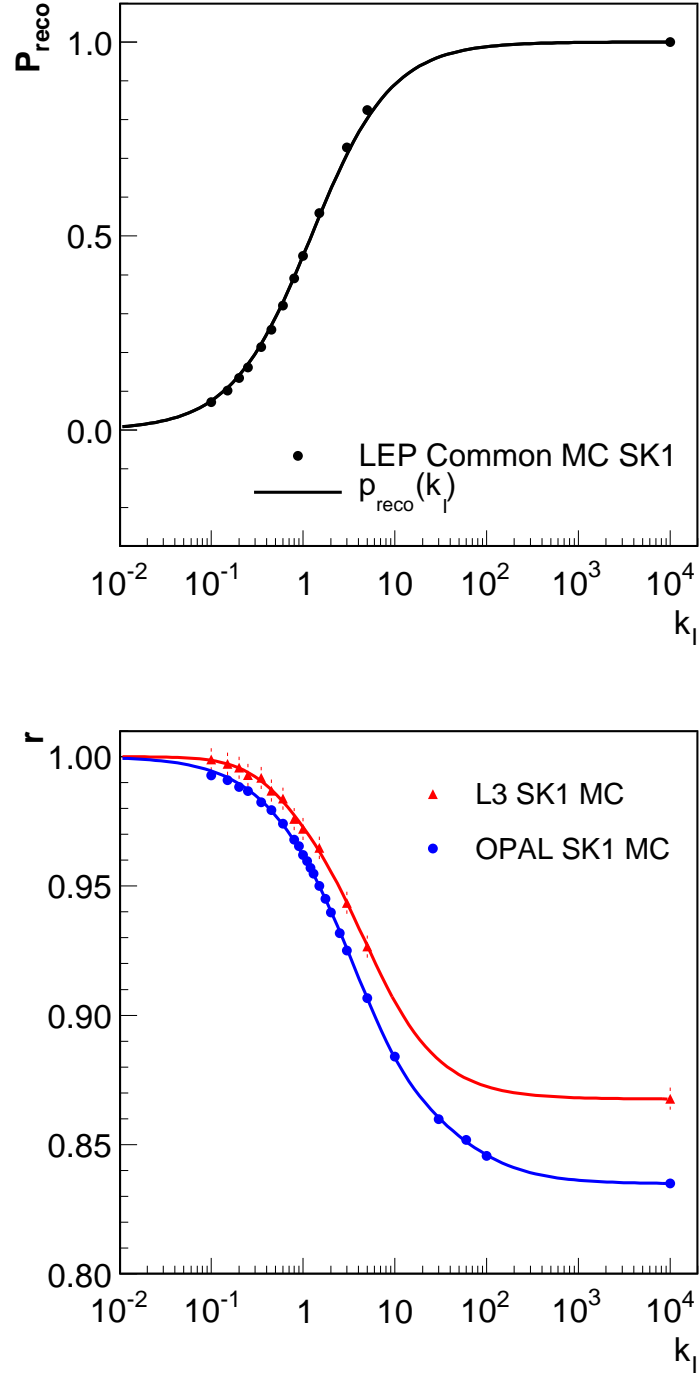 P_reco
1.0
0.5
0.0
LEP Common MC SK1
p_reco(k_I)
10^-2 10^-1 1 10 10^2 10^3 10^4
k_I
r
1.00
L3 SK1 MC
OPAL SK1 MC
0.95
0.90
0.85
0.80
10^-2 10^-1 1 10 10^2 10^3 10^4
k_I